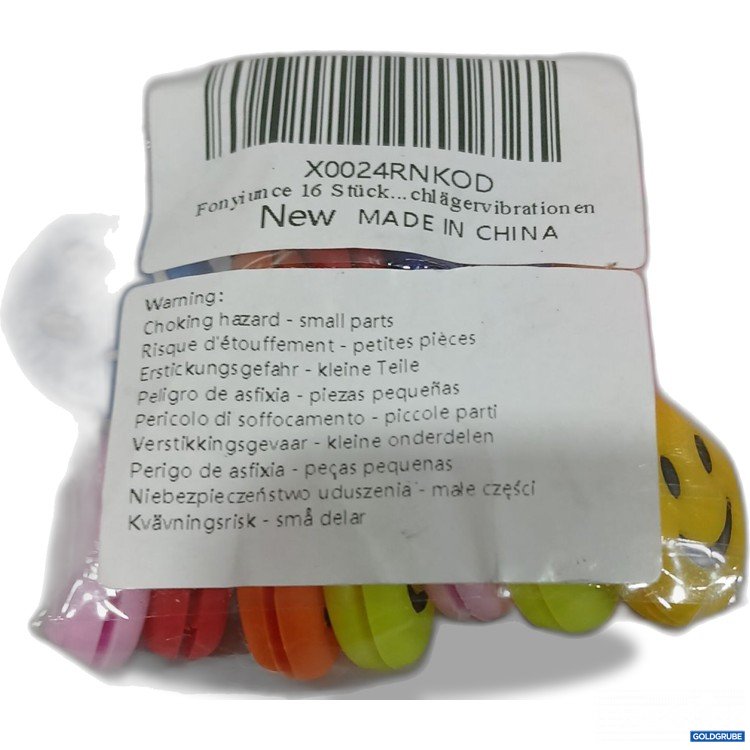 X0024RNKOD
Fonyiunce 16 Stück...chlägervibrationen
New MADE IN CHINA
Warning:
Choking hazard - small parts
Risque d'étouffement - petites pièces
Erstickungsgefahr - kleine Teile
Peligro de asfixia - piezas pequeñas
Pericolo di soffocamento - piccole parti
Verstikkingsgevaar - kleine onderdelen
Perigo de asfixia - peças pequenas
Niebezpieczeństwo uduszenia - małe części
Kvävningsrisk - små delar
GOLDGRUBE